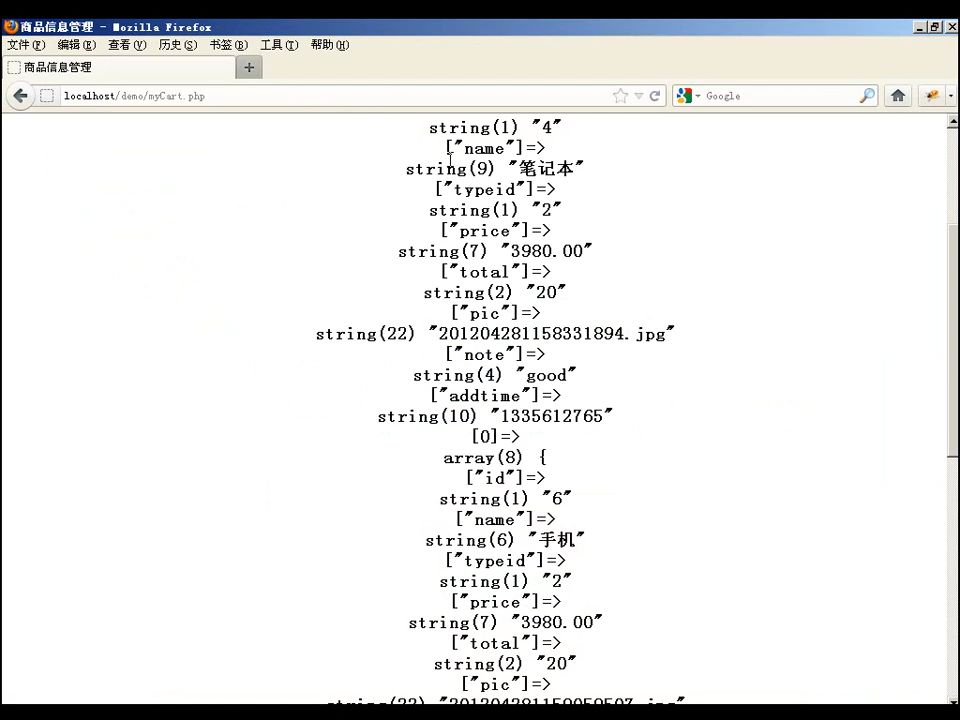 商品信息管理 - Mozilla Firefox
文件(F) 编辑(E) 查看(V) 历史(S) 书签(B) 工具(T) 帮助(H)
商品信息管理
localhost/demo/myCart.php
Google
string(1) "4"
["name"]=>
string(9) "笔记本"
["typeid"]=>
string(1) "2"
["price"]=>
string(7) "3980.00"
["total"]=>
string(2) "20"
["pic"]=>
string(22) "201204281158331894.jpg"
["note"]=>
string(4) "good"
["addtime"]=>
string(10) "1335612765"
[0]=>
array(8) {
["id"]=>
string(1) "6"
["name"]=>
string(6) "手机"
["typeid"]=>
string(1) "2"
["price"]=>
string(7) "3980.00"
["total"]=>
string(2) "20"
["pic"]=>